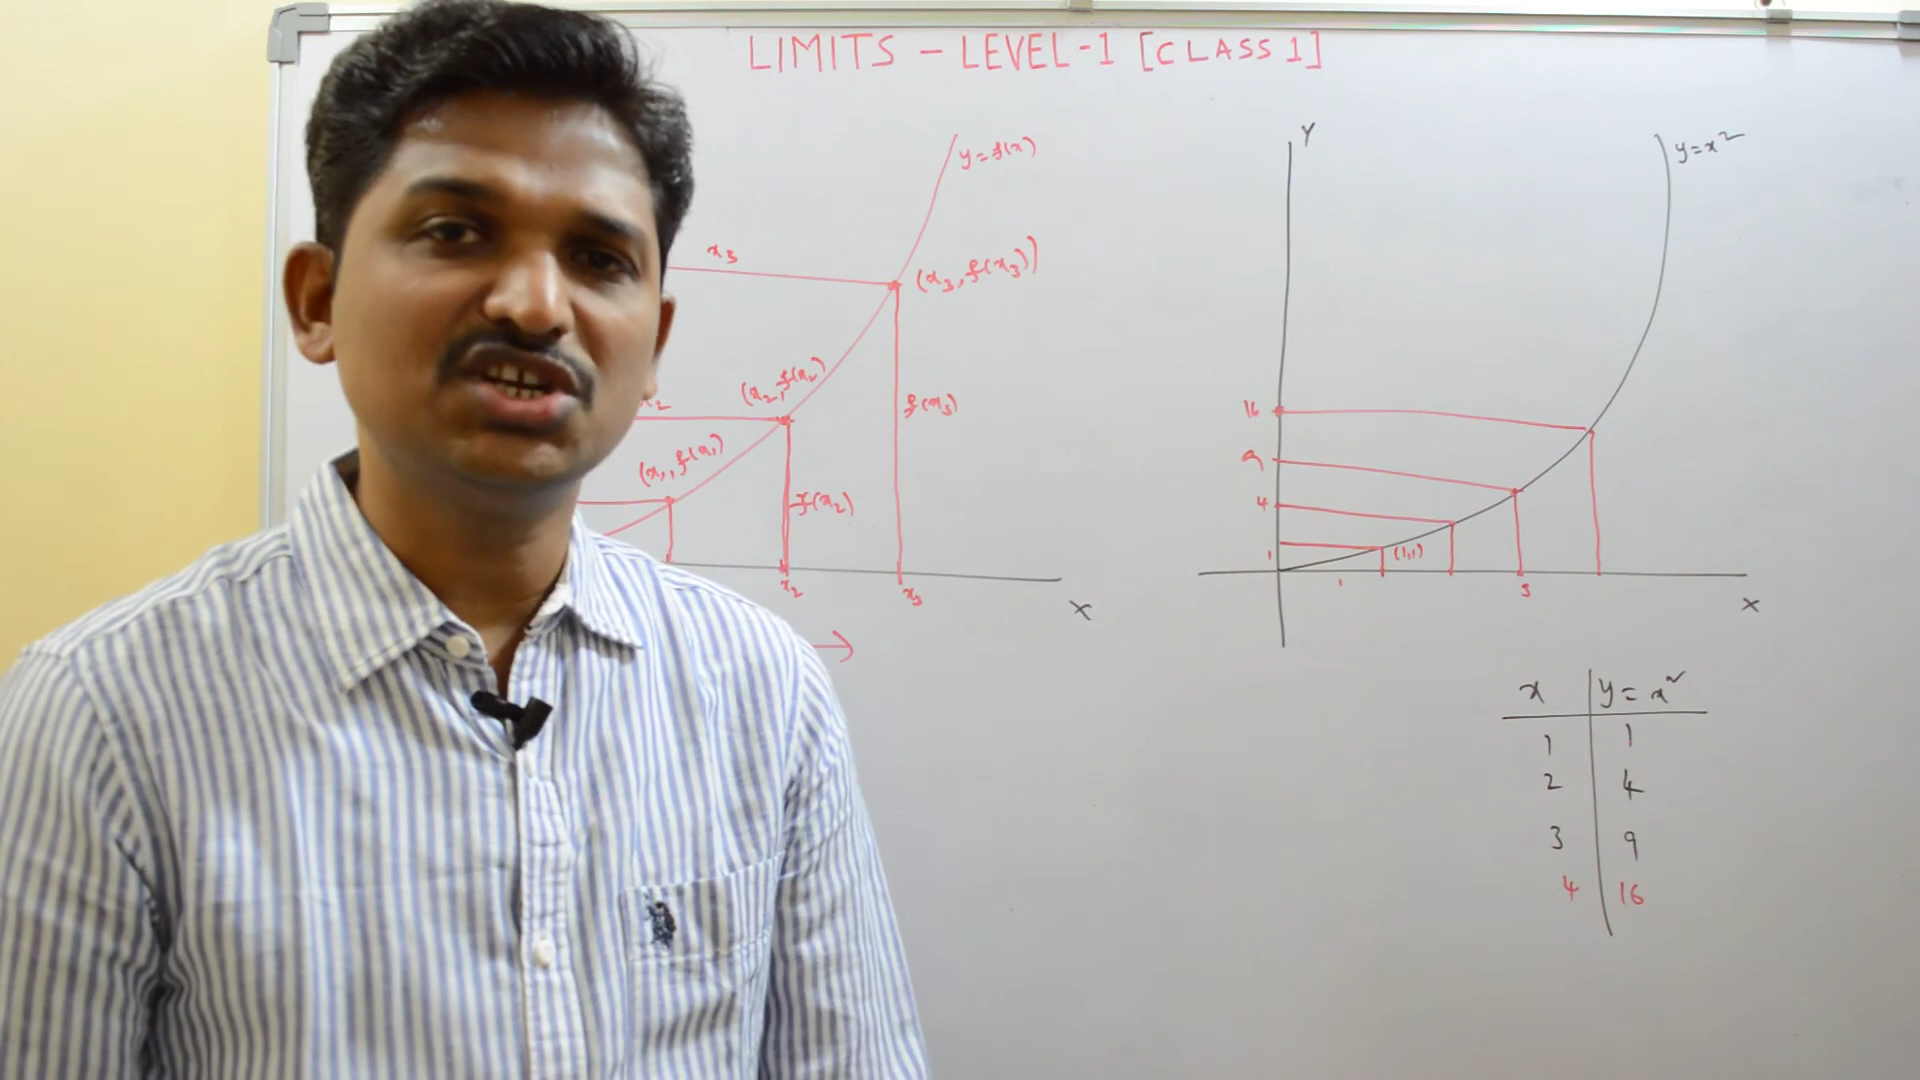 LIMITS - LEVEL-1 [CLASS 1]
y=f(x)
x3
(x3, f(x3))
(x2, f(x2)
x2
f(x3)
(x1, f(x1)
f(x2)
x2
x3
X
Y
y=x²
16
9
4
1
(1,1)
1
3
X
x y= x²
1 1
2 4
3 9
4 16